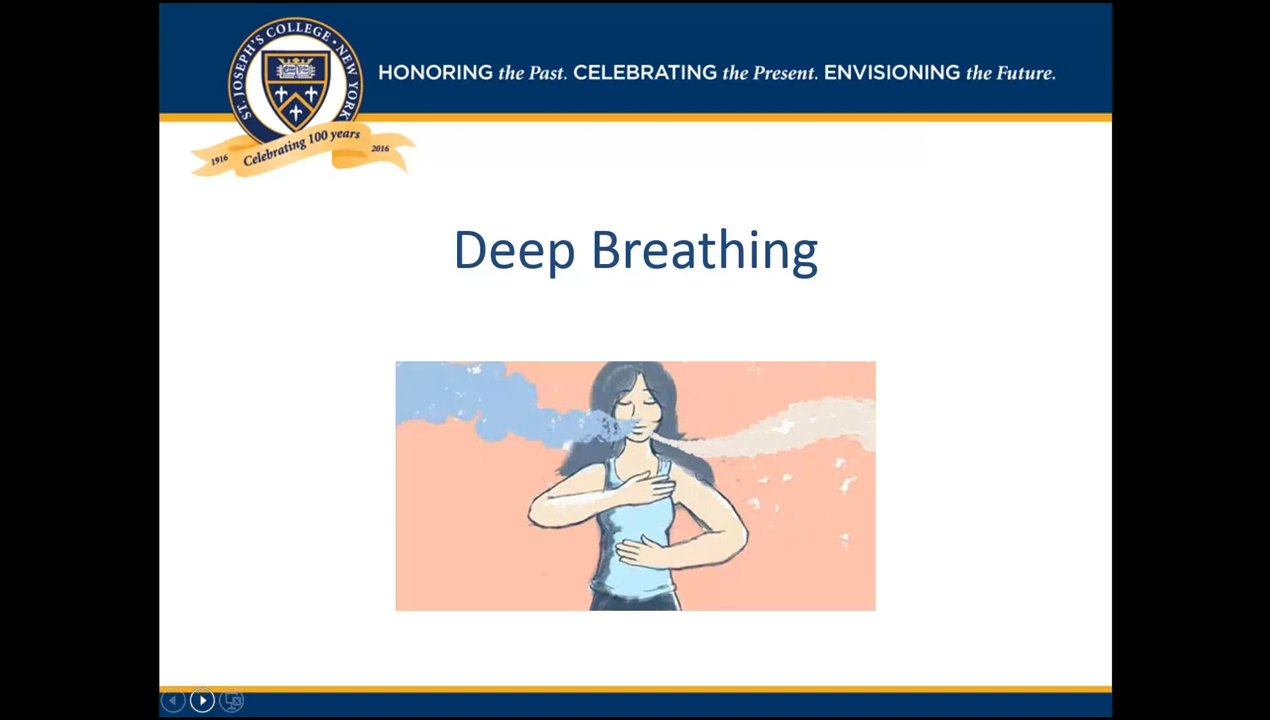 ST. JOSEPH'S COLLEGE • NEW YORK
HONORING the Past. CELEBRATING the Present. ENVISIONING the Future.
1916 Celebrating 100 years 2016
Deep Breathing